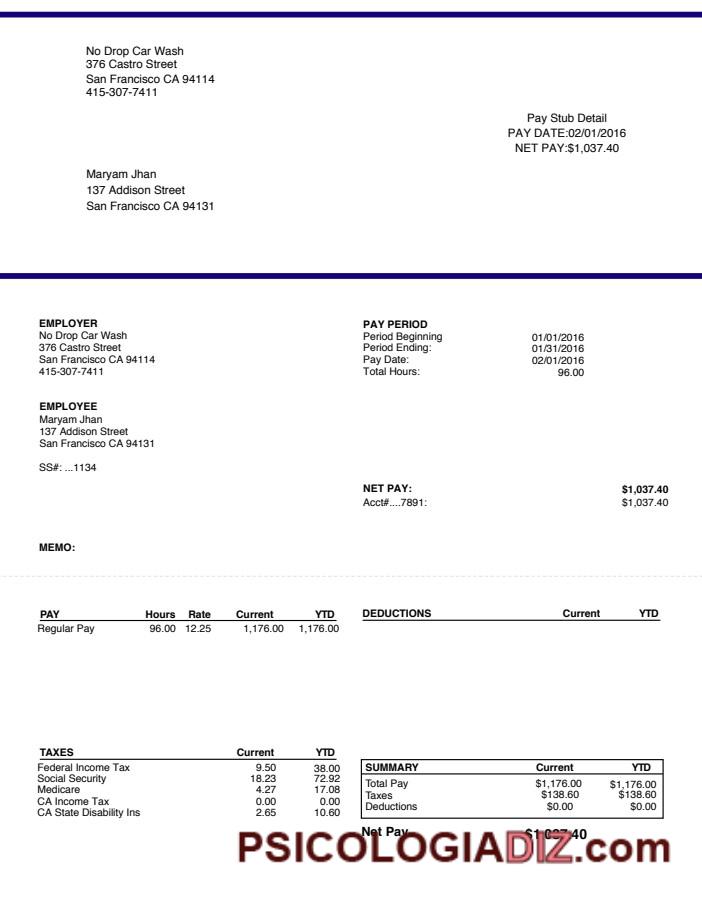 No Drop Car Wash
376 Castro Street
San Francisco CA 94114
415-307-7411
Pay Stub Detail
PAY DATE:02/01/2016
NET PAY:$1,037.40
Maryam Jhan
137 Addison Street
San Francisco CA 94131
EMPLOYER
No Drop Car Wash
376 Castro Street
San Francisco CA 94114
415-307-7411
PAY PERIOD
Period Beginning 01/01/2016
Period Ending: 01/31/2016
Pay Date: 02/01/2016
Total Hours: 96.00
EMPLOYEE
Maryam Jhan
137 Addison Street
San Francisco CA 94131
SS#: ...1134
NET PAY: $1,037.40
Acct#....7891: $1,037.40
MEMO:
PAY Hours Rate Current YTD
Regular Pay 96.00 12.25 1,176.00 1,176.00
DEDUCTIONS Current YTD
TAXES Current YTD
Federal Income Tax 9.50 38.00
Social Security 18.23 72.92
Medicare 4.27 17.08
CA Income Tax 0.00 0.00
CA State Disability Ins 2.65 10.60
SUMMARY Current YTD
Total Pay $1,176.00 $1,176.00
Taxes $138.60 $138.60
Deductions $0.00 $0.00
Net Pay $1,037.40
PSICOLOGIADIZ.com